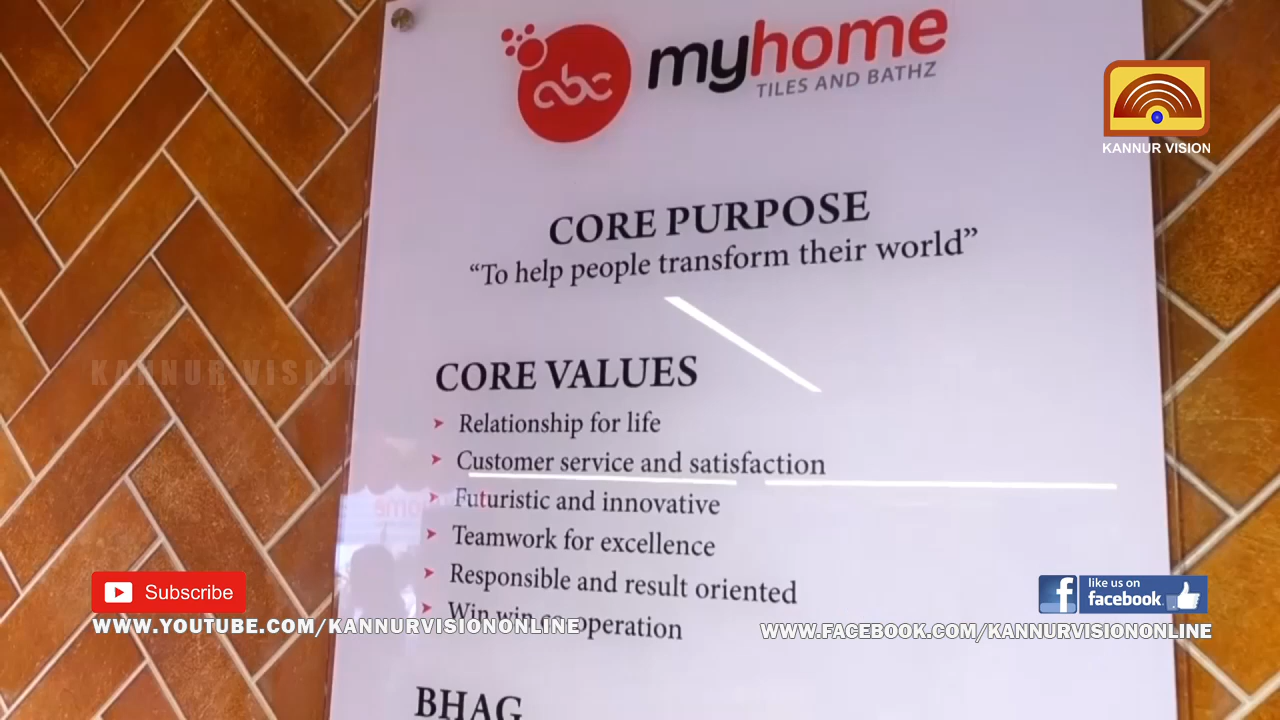 abc
myhome
TILES AND BATHZ
KANNUR VISION
CORE PURPOSE
“To help people transform their world”
CORE VALUES
KANNUR VISION
➤ Relationship for life
➤ Customer service and satisfaction
➤ Futuristic and innovative
➤ Teamwork for excellence
➤ Responsible and result oriented
➤ Win win cooperation
Subscribe
WWW.YOUTUBE.COM/KANNURVISIONONLINE
like us on
facebook
WWW.FACEBOOK.COM/KANNURVISIONONLINE
BHAG